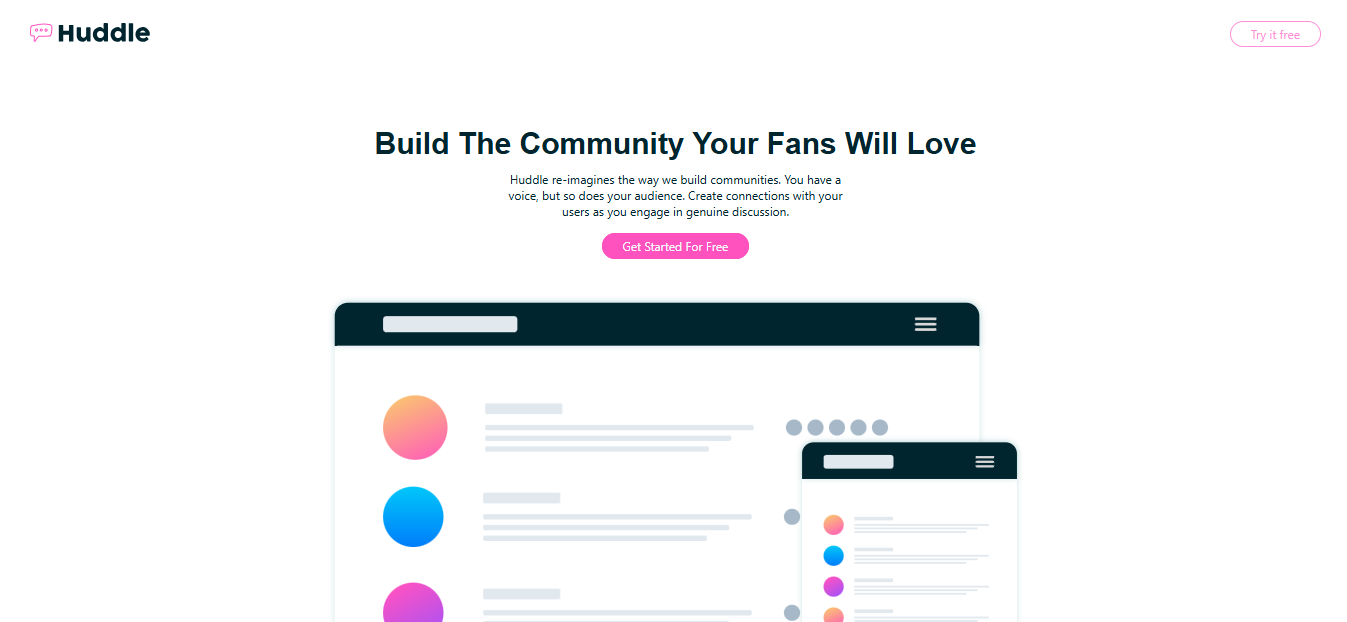 Huddle
Try it free
Build The Community Your Fans Will Love
Huddle re-imagines the way we build communities. You have a
voice, but so does your audience. Create connections with your
users as you engage in genuine discussion.
Get Started For Free